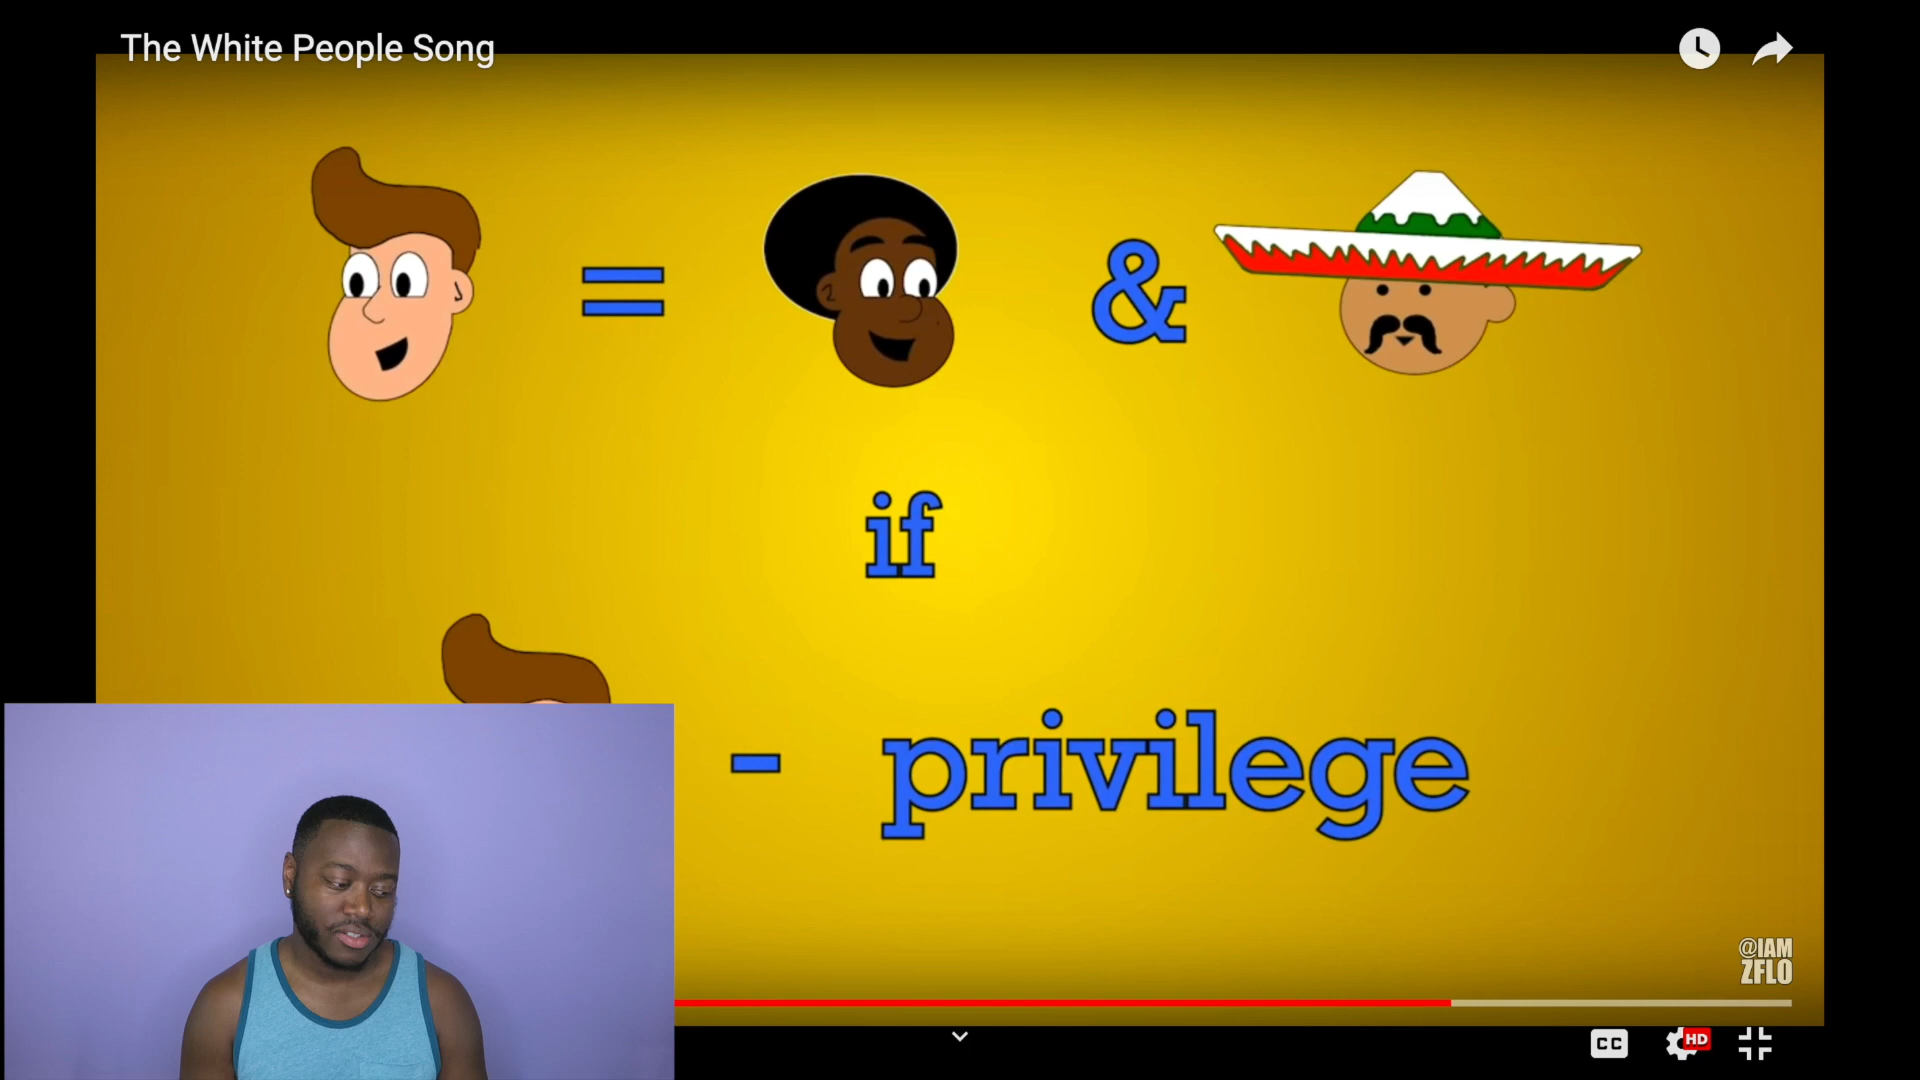 The White People Song
= &
if
- privilege
@IAM
ZFLO
CC
HD